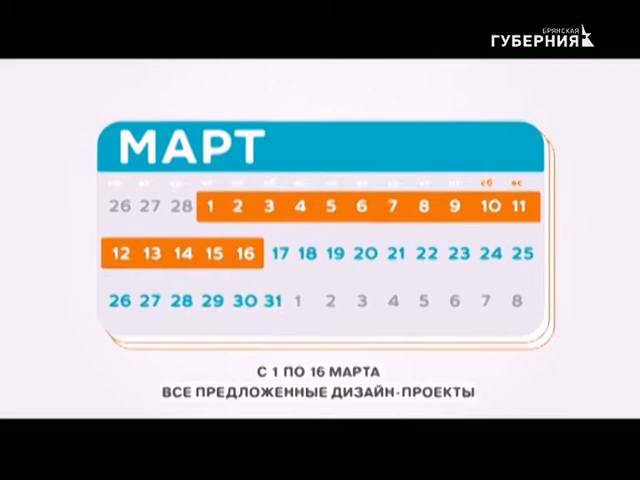 БРЯНСКАЯ
ГУБЕРНИЯ
МАРТ
сб вс
26 27 28 1 2 3 4 5 6 7 8 9 10 11
12 13 14 15 16 17 18 19 20 21 22 23 24 25
26 27 28 29 30 31 1 2 3 4 5 6 7 8
С 1 ПО 16 МАРТА
ВСЕ ПРЕДЛОЖЕННЫЕ ДИЗАЙН-ПРОЕКТЫ